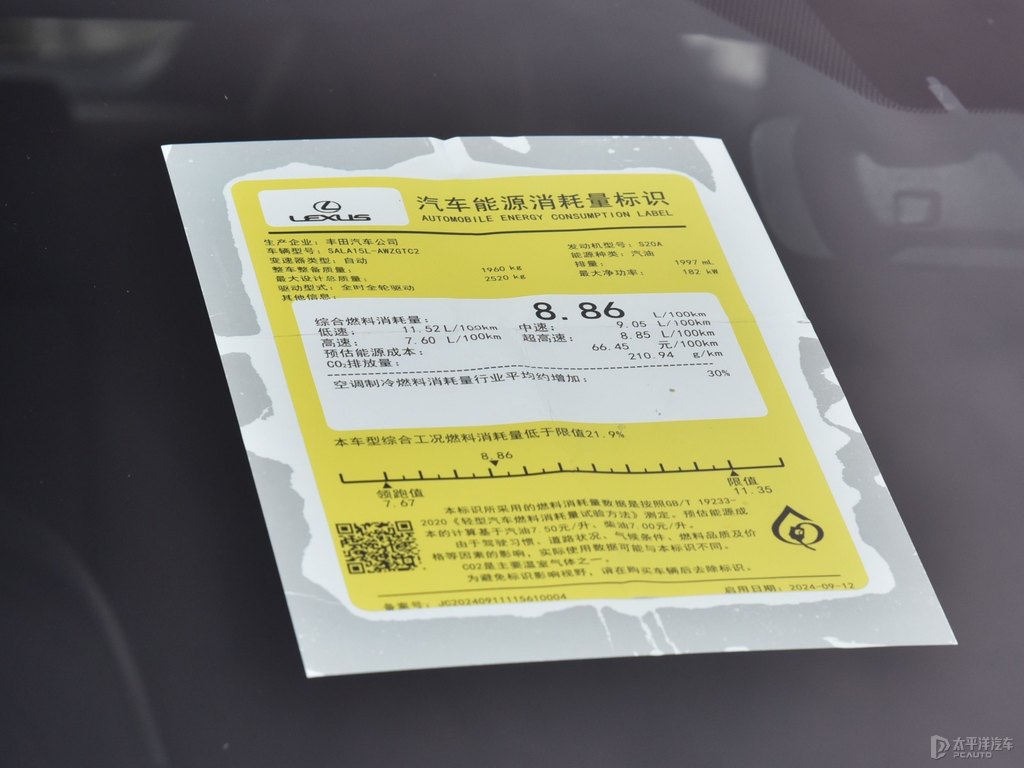 LEXUS
汽车能源消耗量标识
AUTOMOBILE ENERGY CONSUMPTION LABEL
生产企业: 丰田汽车公司
车辆型号: SALA15L-AWZGTC2 发动机型号: S20A
变速器类型: 自动 能源种类: 汽油
整车整备质量: 1960 kg 排量: 1997 mL
最大设计总质量: 2520 kg 最大净功率: 182 kW
驱动型式: 全时全轮驱动
其他信息:
综合燃料消耗量: 8.86 L/100km
低速: 11.52 L/100km 中速: 9.05 L/100km
高速: 7.60 L/100km 超高速: 8.85 L/100km
预估能源成本: 66.45 元/100km
CO₂排放量: 210.94 g/km
空调制冷燃料消耗量行业平均约增加: 30%
本车型综合工况燃料消耗量低于限值21.9%
8.86
领跑值 限值
7.67 11.35
本标识所采用的燃料消耗量数据是按照GB/T 19233-
2020《轻型汽车燃料消耗量试验方法》测定。预估能源成
本的计算基于汽油7.50元/升、柴油7.00元/升。
由于驾驶习惯、道路状况、气候条件、燃料品质及价
格等因素的影响，实际使用数据可能与本标识不同。
CO2是主要温室气体之一。
为避免标识影响视野，请在购买车辆后去除标识。
备案号: JC20240911115610004 启用日期: 2024-09-12
太平洋汽车
PCAUTO